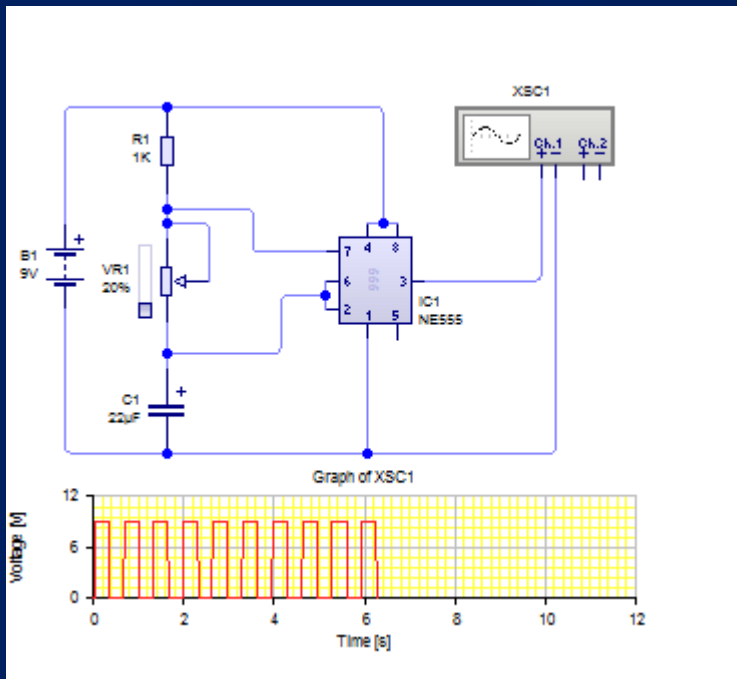 XSC1
R1
1K
Ch.1
Ch.2
+ − + −
B1
9V
+
VR1
20%
7
4
8
6
3
2
1
5
IC1
NE555
C1
22µF
+
Graph of XSC1
Voltage [v]
12
6
0
0 2 4 6 8 10 12
Time [s]